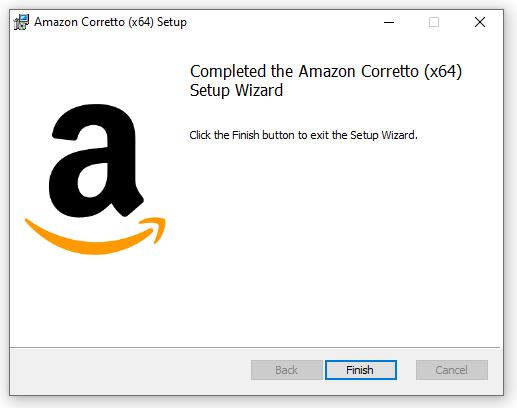 Amazon Corretto (x64) Setup
Completed the Amazon Corretto (x64)
Setup Wizard
Click the Finish button to exit the Setup Wizard.
a
Back
Finish
Cancel